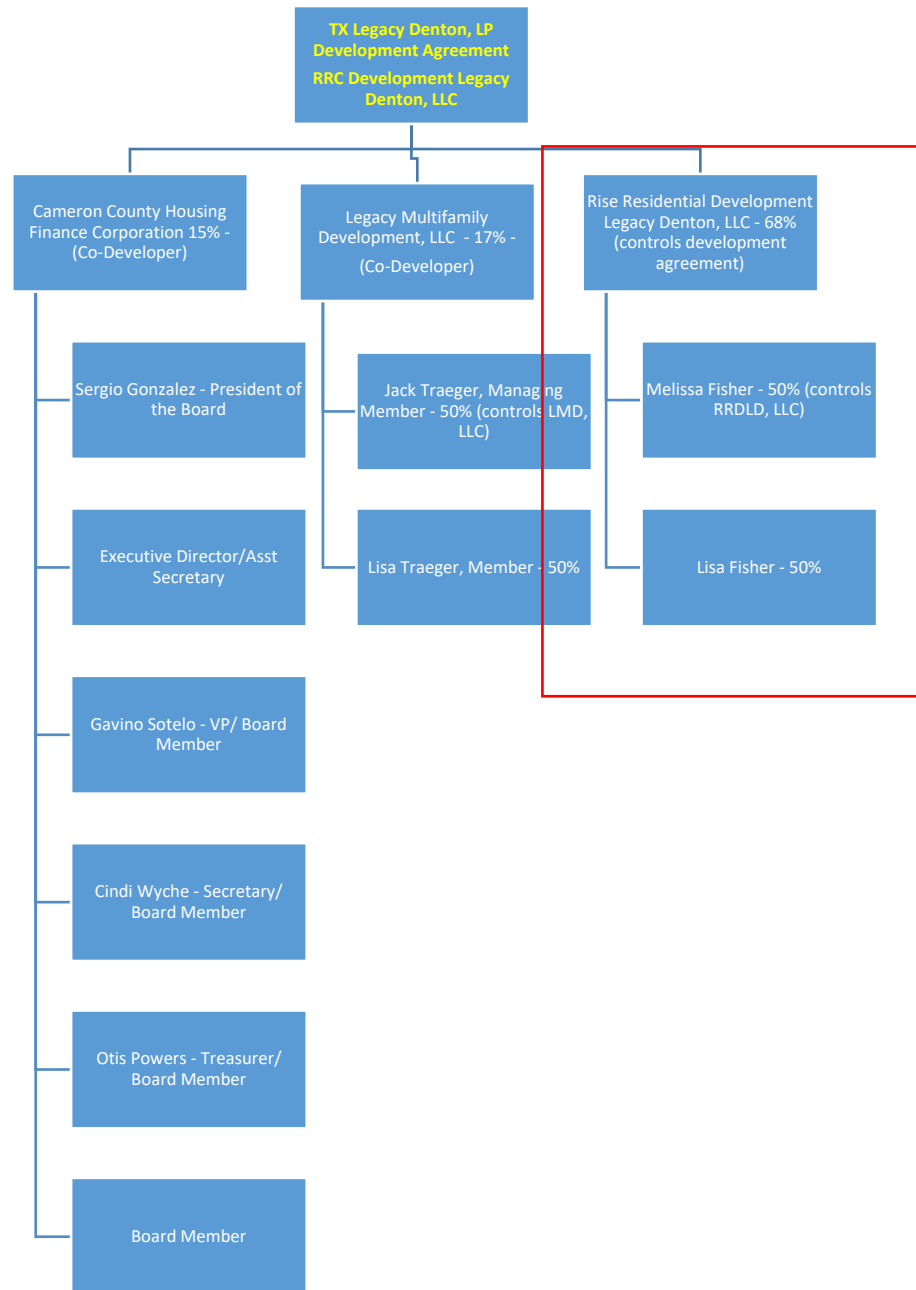 TX Legacy Denton, LP
Development Agreement
RRC Development Legacy
Denton, LLC
Cameron County Housing
Finance Corporation 15% -
(Co-Developer)
Legacy Multifamily
Development, LLC - 17% -
(Co-Developer)
Rise Residential Development
Legacy Denton, LLC - 68%
(controls development
agreement)
Sergio Gonzalez - President of
the Board
Jack Traeger, Managing
Member - 50% (controls LMD,
LLC)
Melissa Fisher - 50% (controls
RRDLD, LLC)
Executive Director/Asst
Secretary
Lisa Traeger, Member - 50%
Lisa Fisher - 50%
Gavino Sotelo - VP/ Board
Member
Cindi Wyche - Secretary/
Board Member
Otis Powers - Treasurer/
Board Member
Board Member